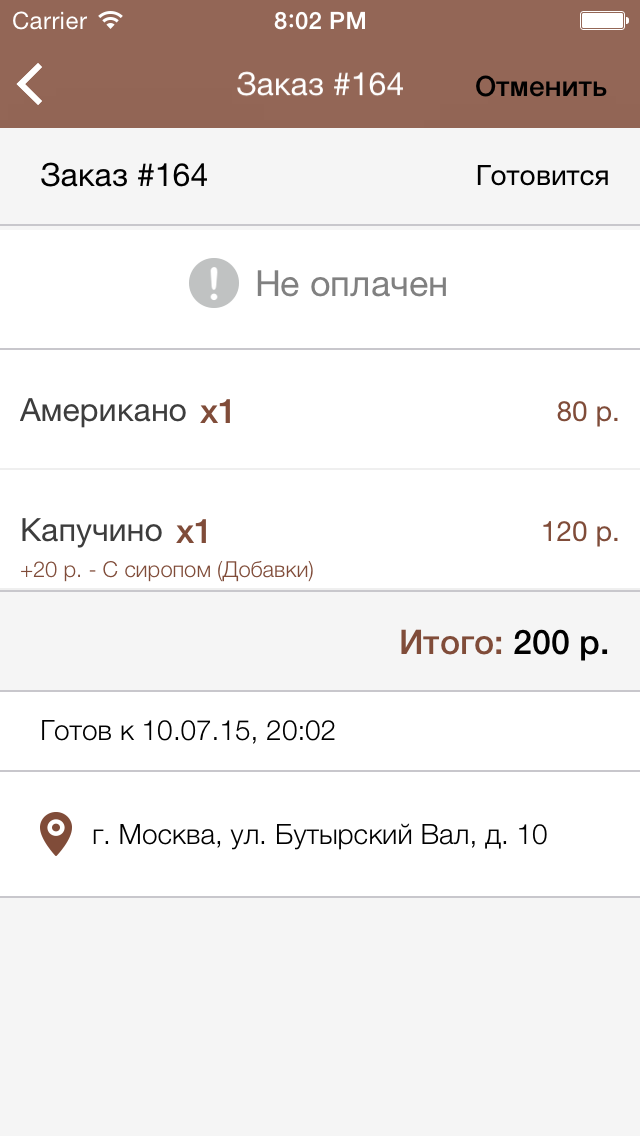 Carrier 8:02 PM
Заказ #164 Отменить
Заказ #164 Готовится
Не оплачен
Американо x1 80 р.
Капучино x1 120 р.
+20 р. - С сиропом (Добавки)
Итого: 200 р.
Готов к 10.07.15, 20:02
г. Москва, ул. Бутырский Вал, д. 10